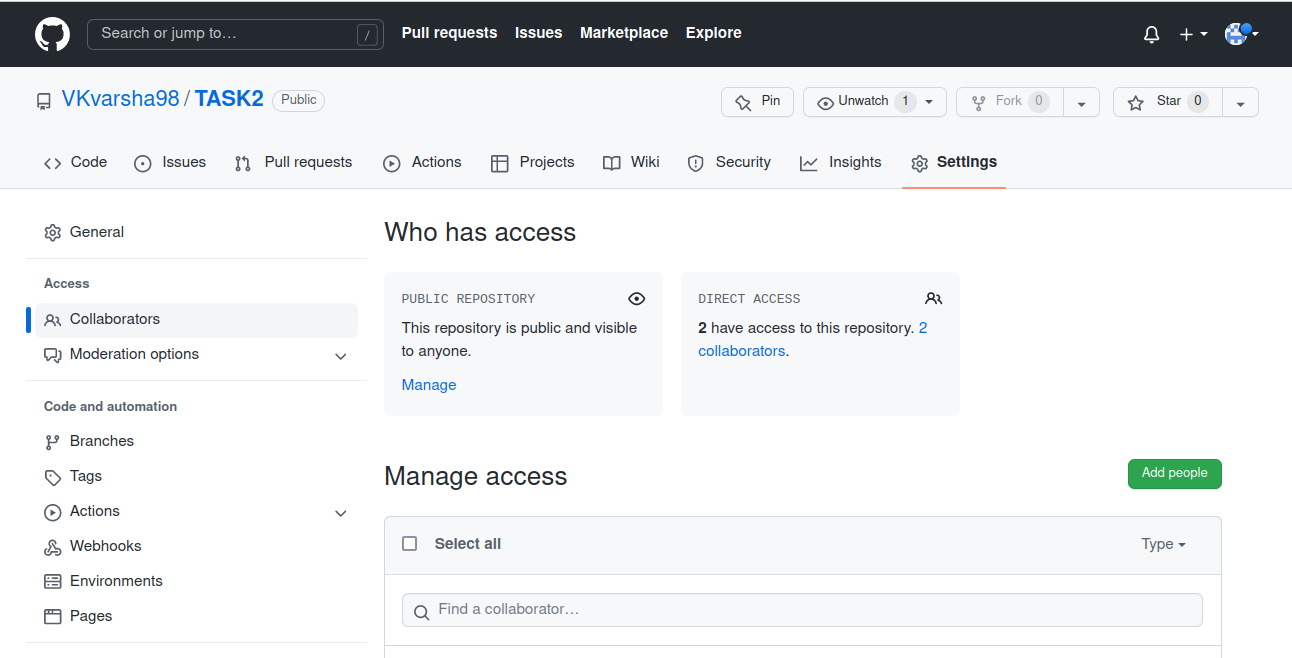 Search or jump to… /
Pull requests Issues Marketplace Explore
VKvarsha98 / TASK2 Public
Pin Unwatch 1 Fork 0 Star 0
Code Issues Pull requests Actions Projects Wiki Security Insights Settings
General
Access
Collaborators
Moderation options
Code and automation
Branches
Tags
Actions
Webhooks
Environments
Pages
Who has access
PUBLIC REPOSITORY
This repository is public and visible
to anyone.
Manage
DIRECT ACCESS
2 have access to this repository. 2
collaborators.
Manage access
Add people
Select all Type
Find a collaborator…